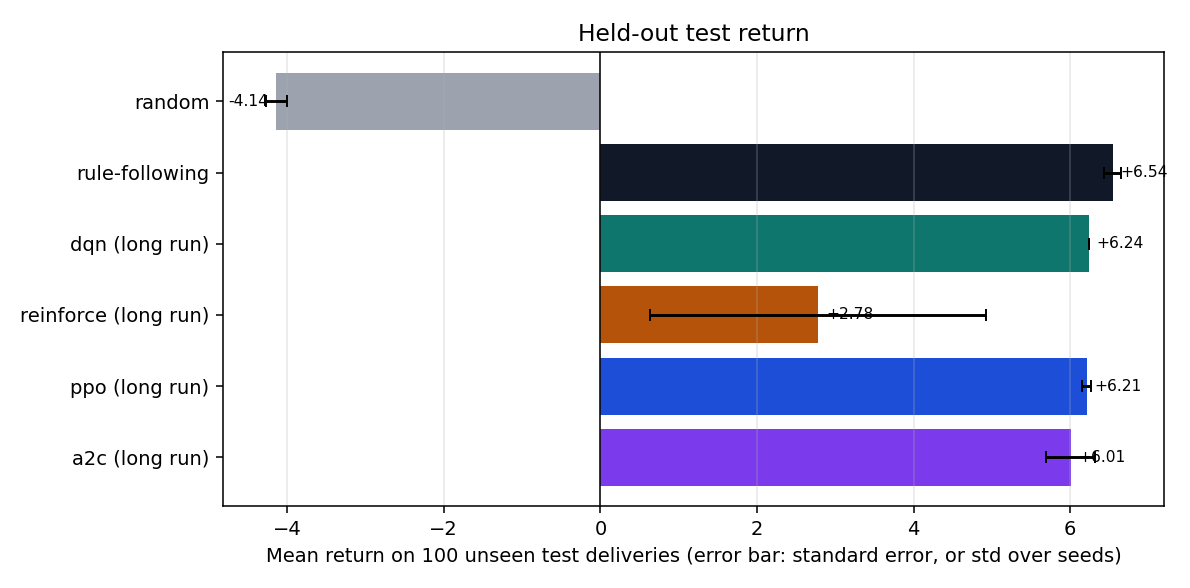 Held-out test return
random
-4.14
rule-following
+6.54
dqn (long run)
+6.24
reinforce (long run)
+2.78
ppo (long run)
+6.21
a2c (long run)
+6.01
−4 −2 0 2 4 6
Mean return on 100 unseen test deliveries (error bar: standard error, or std over seeds)